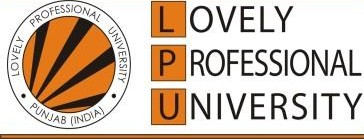 LOVELY PROFESSIONAL UNIVERSITY
• PUNJAB (INDIA) •
LOVELY
PROFESSIONAL
UNIVERSITY